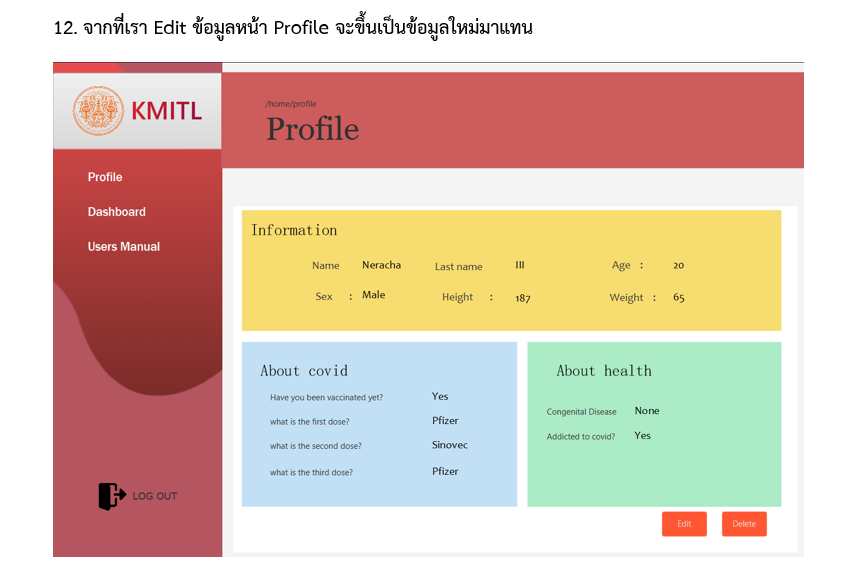 12. จากที่เรา Edit ข้อมูลหน้า Profile จะขึ้นเป็นข้อมูลใหม่มาแทน
KMITL
/home/profile
Profile
Profile
Dashboard
Users Manual
LOG OUT
Information
Name Neracha Last name III Age : 20
Sex : Male Height : 187 Weight : 65
About covid
Have you been vaccinated yet? Yes
what is the first dose? Pfizer
what is the second dose? Sinovec
what is the third dose? Pfizer
About health
Congenital Disease None
Addicted to covid? Yes
Edit Delete